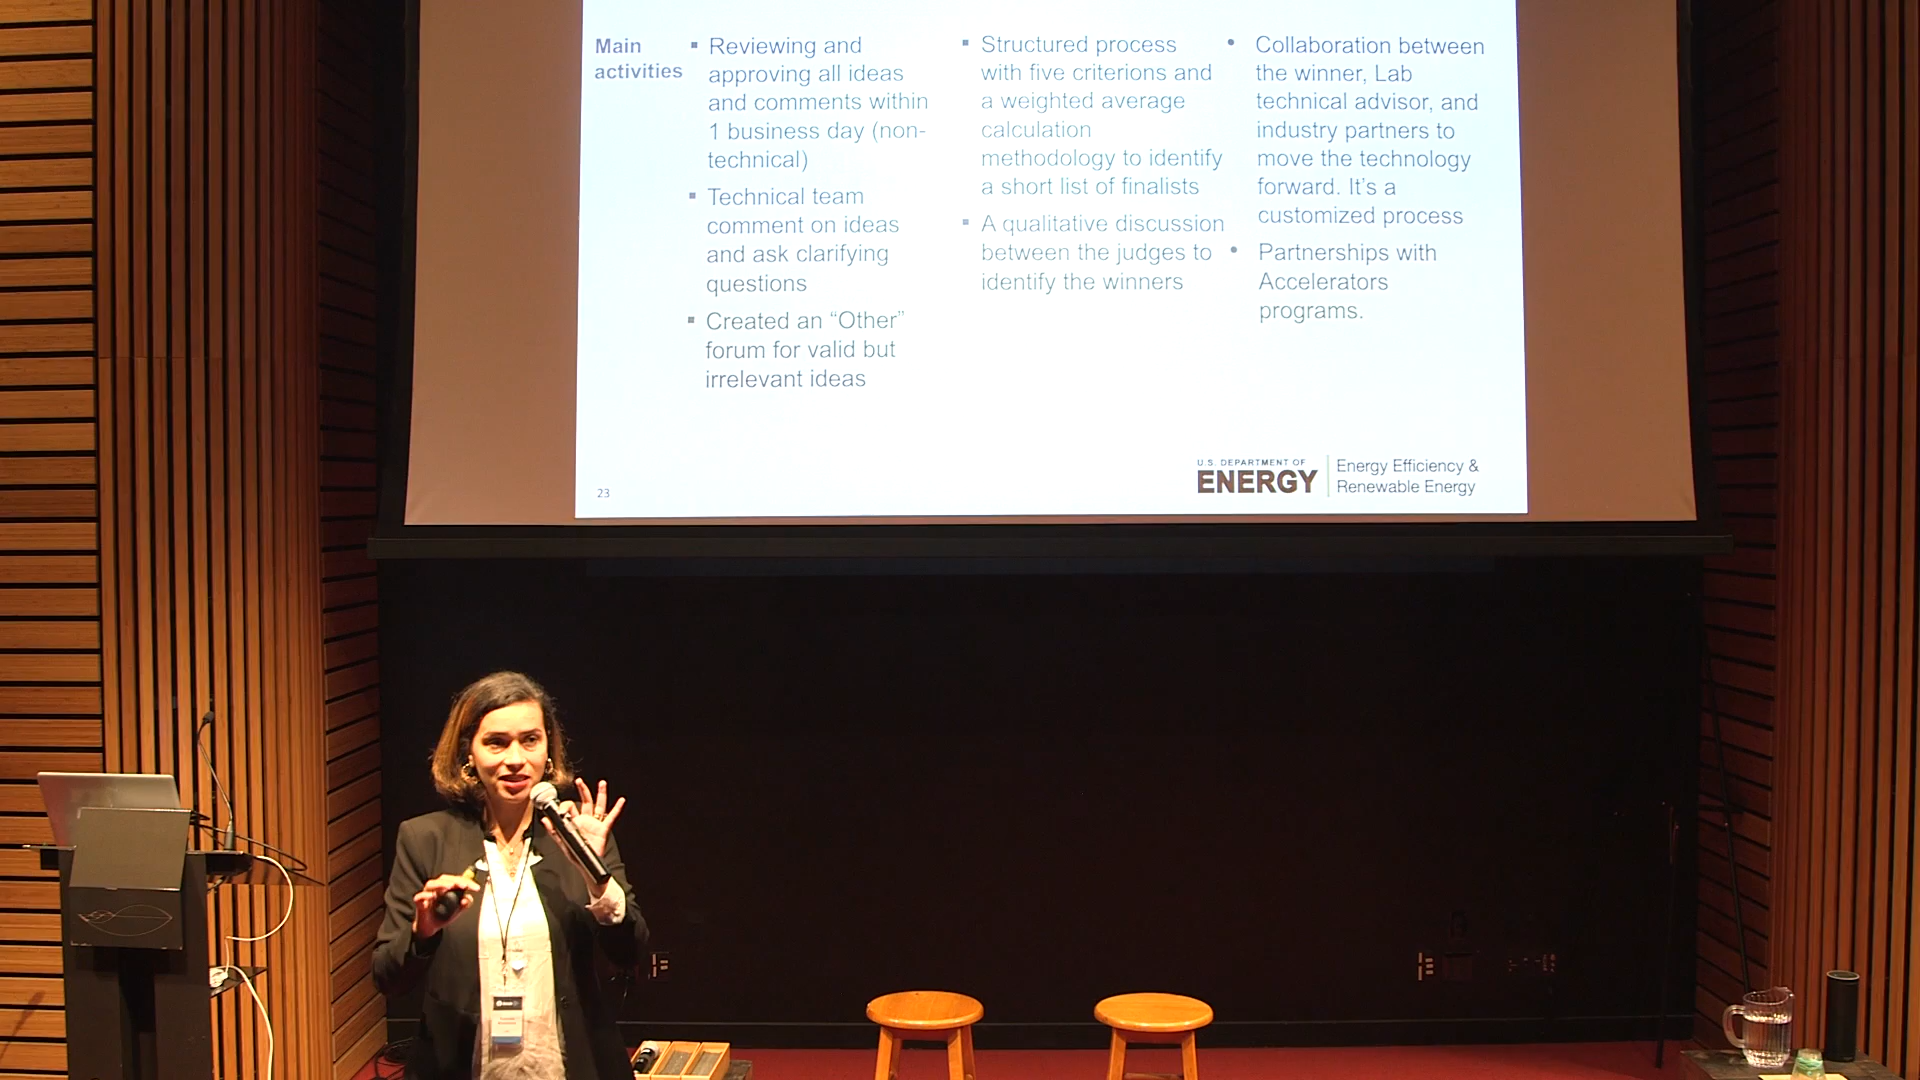 Main
activities
▪ Reviewing and
approving all ideas
and comments within
1 business day (non-
technical)
▪ Technical team
comment on ideas
and ask clarifying
questions
▪ Created an “Other”
forum for valid but
irrelevant ideas
▪ Structured process
with five criterions and
a weighted average
calculation
methodology to identify
a short list of finalists
▪ A qualitative discussion
between the judges to
identify the winners
• Collaboration between
the winner, Lab
technical advisor, and
industry partners to
move the technology
forward. It’s a
customized process
• Partnerships with
Accelerators
programs.
23
U.S. DEPARTMENT OF
ENERGY
Energy Efficiency &
Renewable Energy